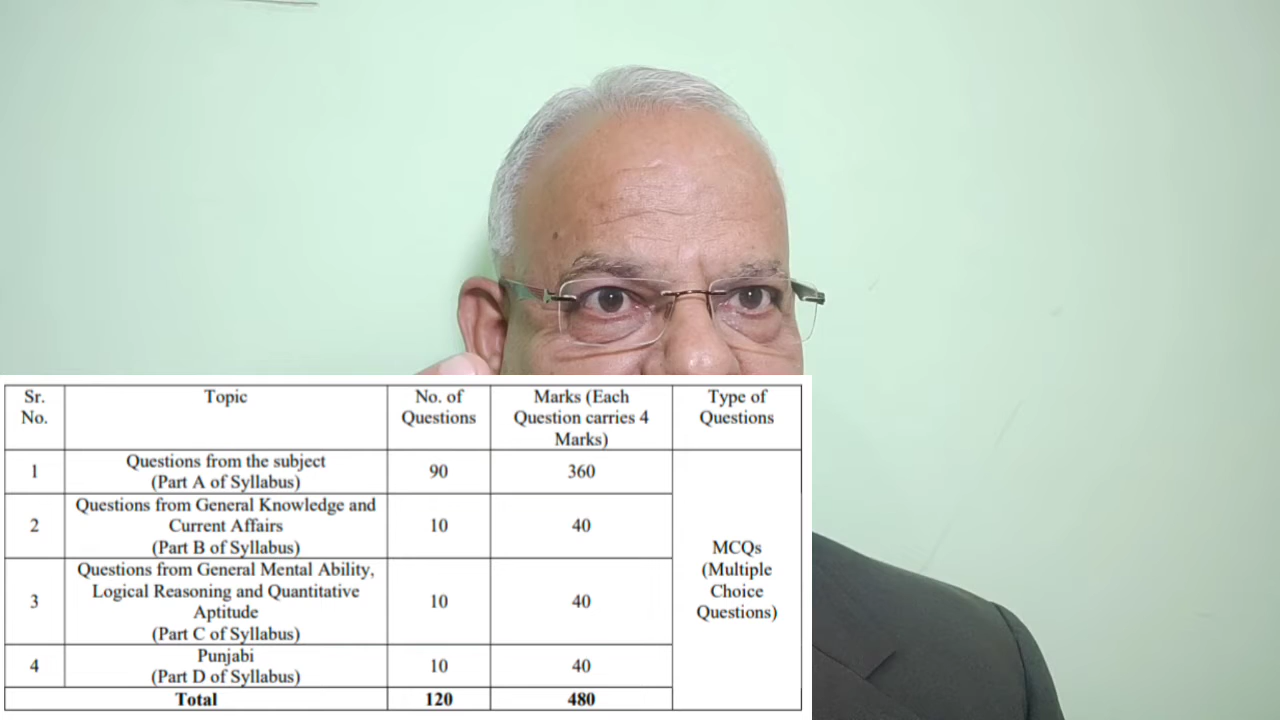 Sr. No. Topic No. of Questions Marks (Each Question carries 4 Marks) Type of Questions
1 Questions from the subject (Part A of Syllabus) 90 360 MCQs (Multiple Choice Questions)
2 Questions from General Knowledge and Current Affairs (Part B of Syllabus) 10 40
3 Questions from General Mental Ability, Logical Reasoning and Quantitative Aptitude (Part C of Syllabus) 10 40
4 Punjabi (Part D of Syllabus) 10 40
Total 120 480